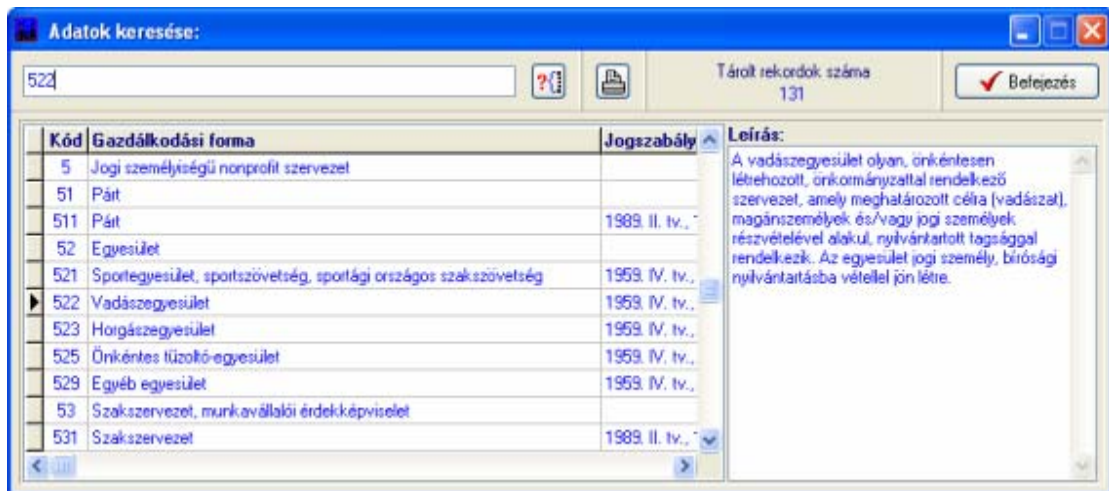 Adatok keresése:
522
Tárolt rekordok száma
131
Befejezés
Kód Gazdálkodási forma Jogszabály
5 Jogi személyiségű nonprofit szervezet
51 Párt
511 Párt 1989. II. tv.,
52 Egyesület
521 Sportegyesület, sportszövetség, sportági országos szakszövetség 1959. IV. tv.,
522 Vadászegyesület 1959. IV. tv.,
523 Horgászegyesület 1959. IV. tv.,
525 Önkéntes tűzoltó-egyesület 1959. IV. tv.,
529 Egyéb egyesület 1959. IV. tv.,
53 Szakszervezet, munkavállalói érdekképviselet
531 Szakszervezet 1989. II. tv.,
Leírás:
A vadászegyesület olyan, önkéntesen
létrehozott, önkormányzattal rendelkező
szervezet, amely meghatározott célra (vadászat),
magánszemélyek és/vagy jogi személyek
részvételével alakul, nyilvántartott tagsággal
rendelkezik. Az egyesület jogi személy, bírósági
nyilvántartásba vétellel jön létre.